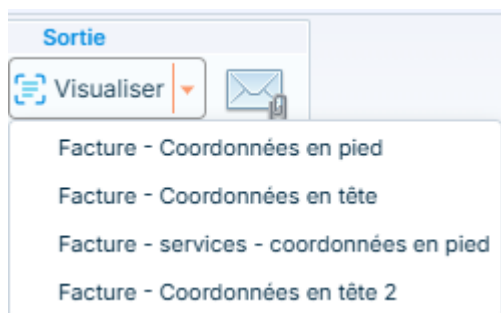 Sortie
Visualiser
Facture - Coordonnées en pied
Facture - Coordonnées en tête
Facture - services - coordonnées en pied
Facture - Coordonnées en tête 2